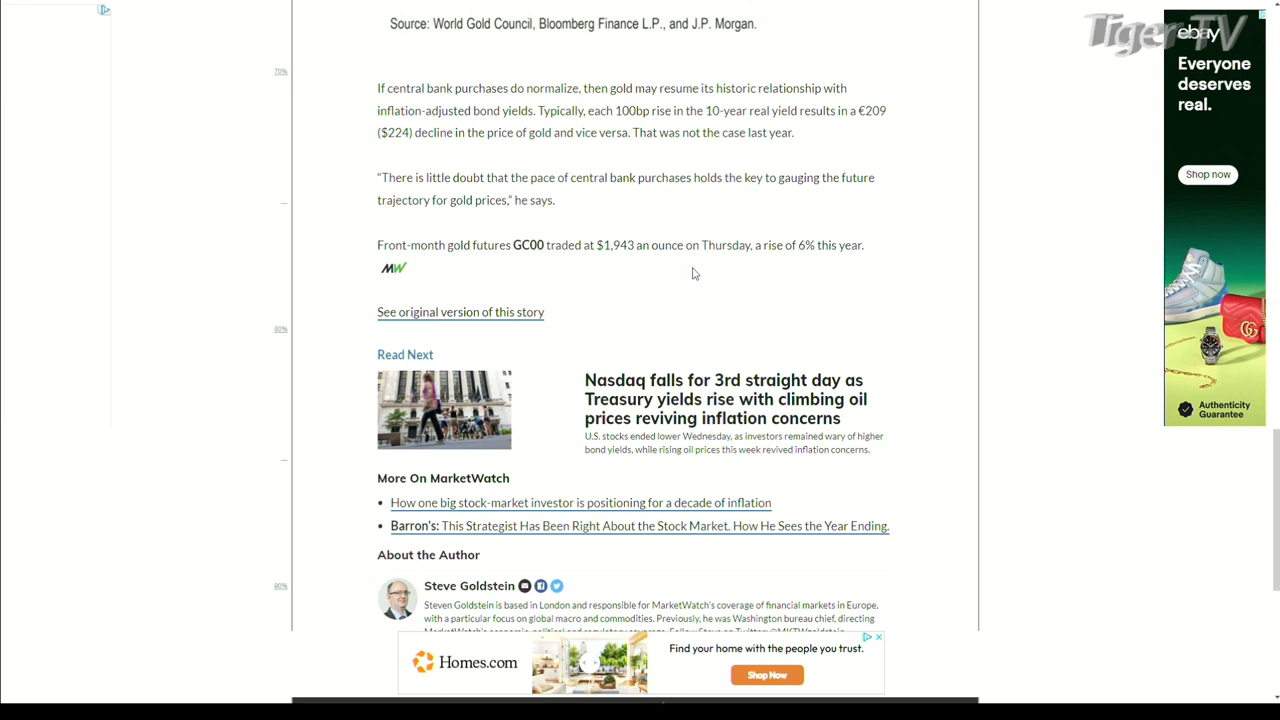 Source: World Gold Council, Bloomberg Finance L.P., and J.P. Morgan.
Tiger TV
ebay
Everyone
deserves
real.
Shop now
Authenticity
Guarantee
70%
If central bank purchases do normalize, then gold may resume its historic relationship with
inflation-adjusted bond yields. Typically, each 100bp rise in the 10-year real yield results in a €209
($224) decline in the price of gold and vice versa. That was not the case last year.
“There is little doubt that the pace of central bank purchases holds the key to gauging the future
trajectory for gold prices,” he says.
Front-month gold futures GC00 traded at $1,943 an ounce on Thursday, a rise of 6% this year.
MW
See original version of this story
80%
Read Next
Nasdaq falls for 3rd straight day as
Treasury yields rise with climbing oil
prices reviving inflation concerns
U.S. stocks ended lower Wednesday, as investors remained wary of higher
bond yields, while rising oil prices this week revived inflation concerns.
More On MarketWatch
• How one big stock-market investor is positioning for a decade of inflation
• Barron's: This Strategist Has Been Right About the Stock Market. How He Sees the Year Ending.
About the Author
90%
Steve Goldstein
Steven Goldstein is based in London and responsible for MarketWatch's coverage of financial markets in Europe,
with a particular focus on global macro and commodities. Previously, he was Washington bureau chief, directing
Homes.com
Find your home with the people you trust.
Shop Now